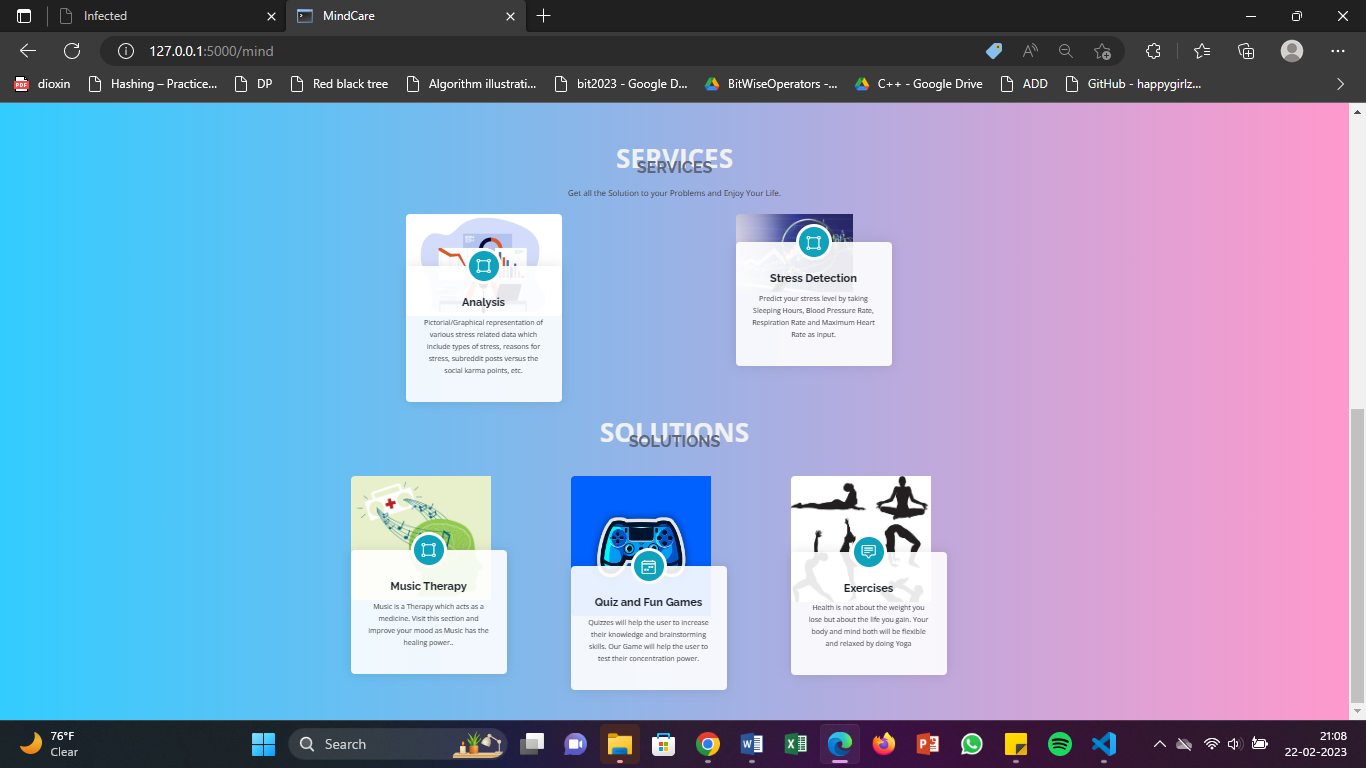 Infected
MindCare
127.0.0.1:5000/mind
dioxin
Hashing – Practice...
DP
Red black tree
Algorithm illustrati...
bit2023 - Google D...
BitWiseOperators -...
C++ - Google Drive
ADD
GitHub - happygirlz...
SERVICES
SERVICES
Get all the Solution to your Problems and Enjoy Your Life.
Analysis
Pictorial/Graphical representation of
various stress related data which
include types of stress, reasons for
stress, subreddit posts versus the
social karma points, etc.
Stress Detection
Predict your stress level by taking
Sleeping Hours, Blood Pressure Rate,
Respiration Rate and Maximum Heart
Rate as input.
SOLUTIONS
SOLUTIONS
Music Therapy
Music is a Therapy which acts as a
medicine. Visit this section and
improve your mood as Music has the
healing power..
Quiz and Fun Games
Quizzes will help the user to increase
their knowledge and brainstorming
skills. Our Game will help the user to
test their concentration power.
Exercises
Health is not about the weight you
lose but about the life you gain. Your
body and mind both will be flexible
and relaxed by doing Yoga
76°F
Clear
Search
21:08
22-02-2023